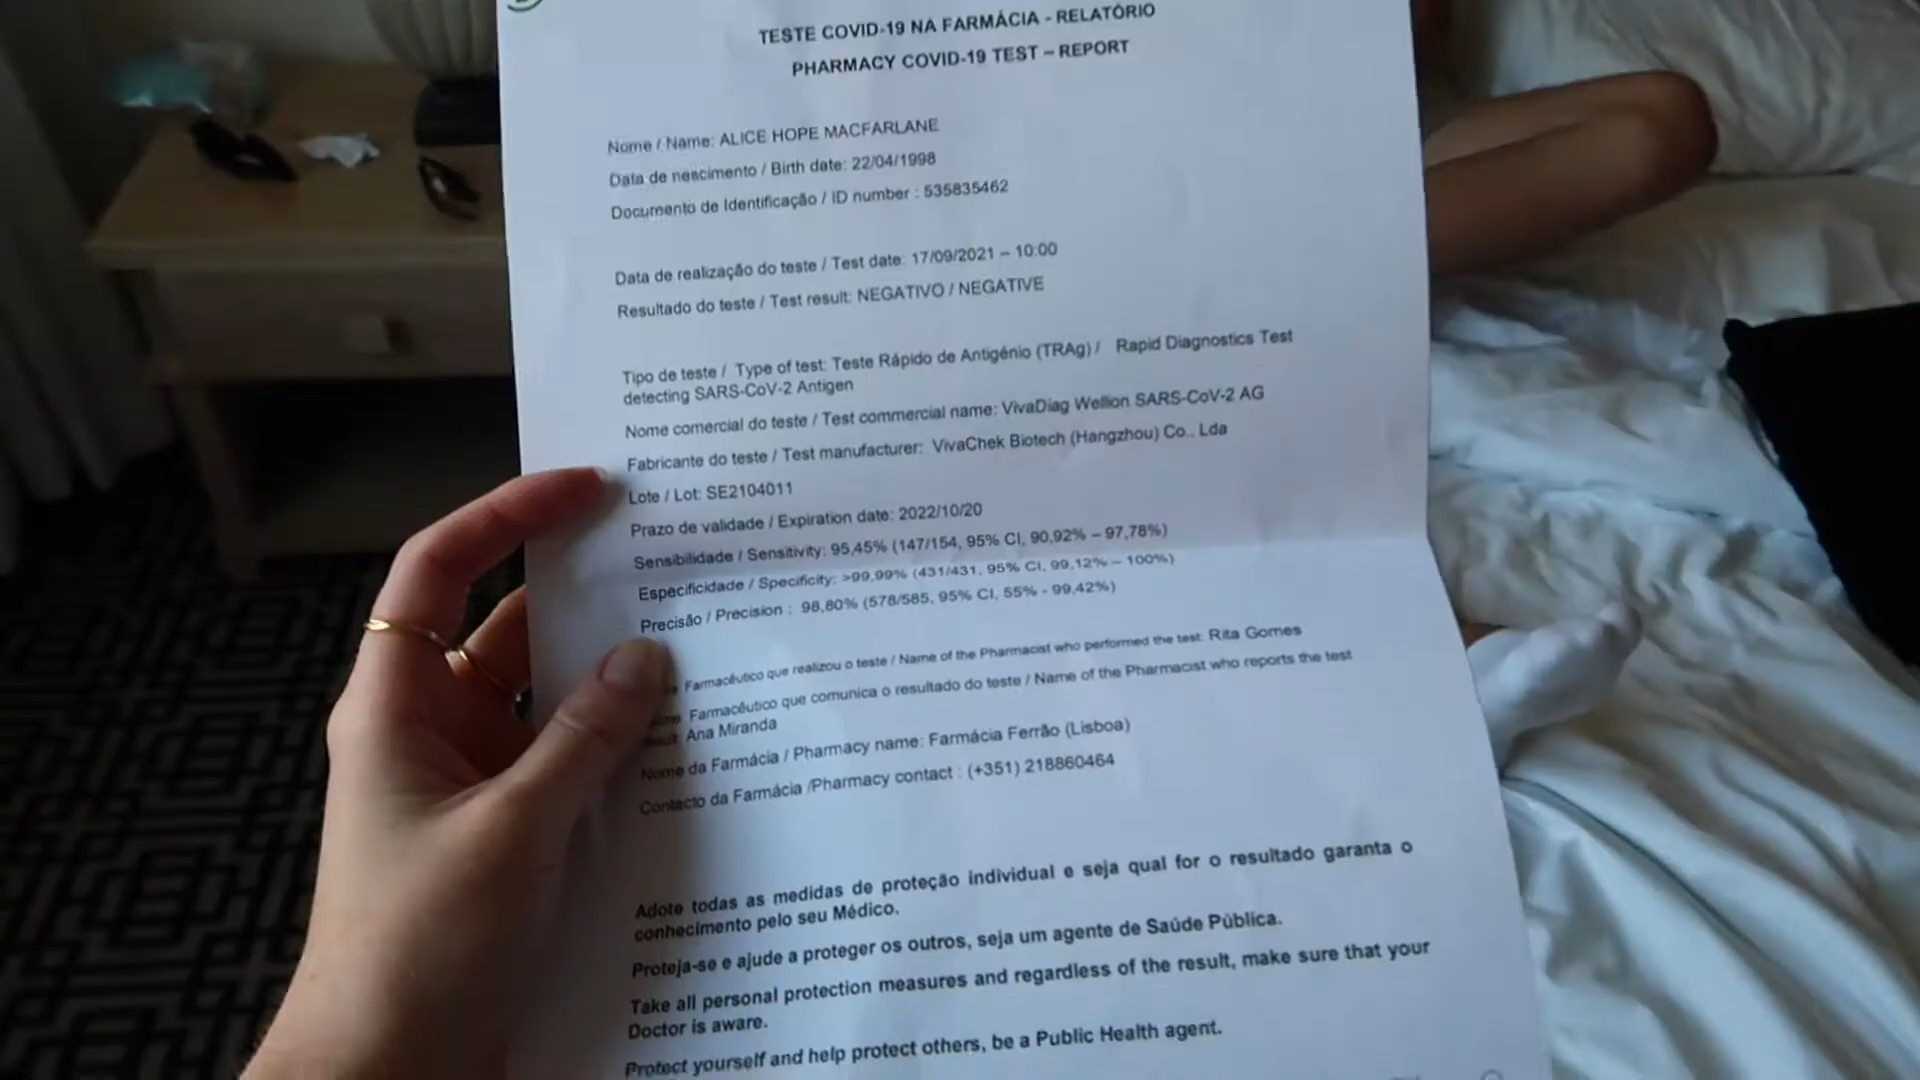 TESTE COVID-19 NA FARMÁCIA - RELATÓRIO
PHARMACY COVID-19 TEST – REPORT
Nome / Name: ALICE HOPE MACFARLANE
Data de nascimento / Birth date: 22/04/1998
Documento de Identificação / ID number : 535835462
Data de realização do teste / Test date: 17/09/2021 – 10:00
Resultado do teste / Test result: NEGATIVO / NEGATIVE
Tipo de teste / Type of test: Teste Rápido de Antigénio (TRAg) / Rapid Diagnostics Test
detecting SARS-CoV-2 Antigen
Nome comercial do teste / Test commercial name: VivaDiag Wellion SARS-CoV-2 AG
Fabricante do teste / Test manufacturer: VivaChek Biotech (Hangzhou) Co., Lda
Lote / Lot: SE2104011
Prazo de validade / Expiration date: 2022/10/20
Sensibilidade / Sensitivity: 95,45% (147/154, 95% CI, 90,92% – 97,78%)
Especificidade / Specificity: >99,99% (431/431, 95% CI, 99,12% – 100%)
Precisão / Precision : 98,80% (578/585, 95% CI, 55% - 99,42%)
Farmacêutico que realizou o teste / Name of the Pharmacist who performed the test: Rita Gomes
Farmacêutico que comunica o resultado do teste / Name of the Pharmacist who reports the test
Ana Miranda
Nome da Farmácia / Pharmacy name: Farmácia Ferrão (Lisboa)
Contacto da Farmácia /Pharmacy contact : (+351) 218860464
Adote todas as medidas de proteção individual e seja qual for o resultado garanta o
conhecimento pelo seu Médico.
Proteja-se e ajude a proteger os outros, seja um agente de Saúde Pública.
Take all personal protection measures and regardless of the result, make sure that your
Doctor is aware.
Protect yourself and help protect others, be a Public Health agent.